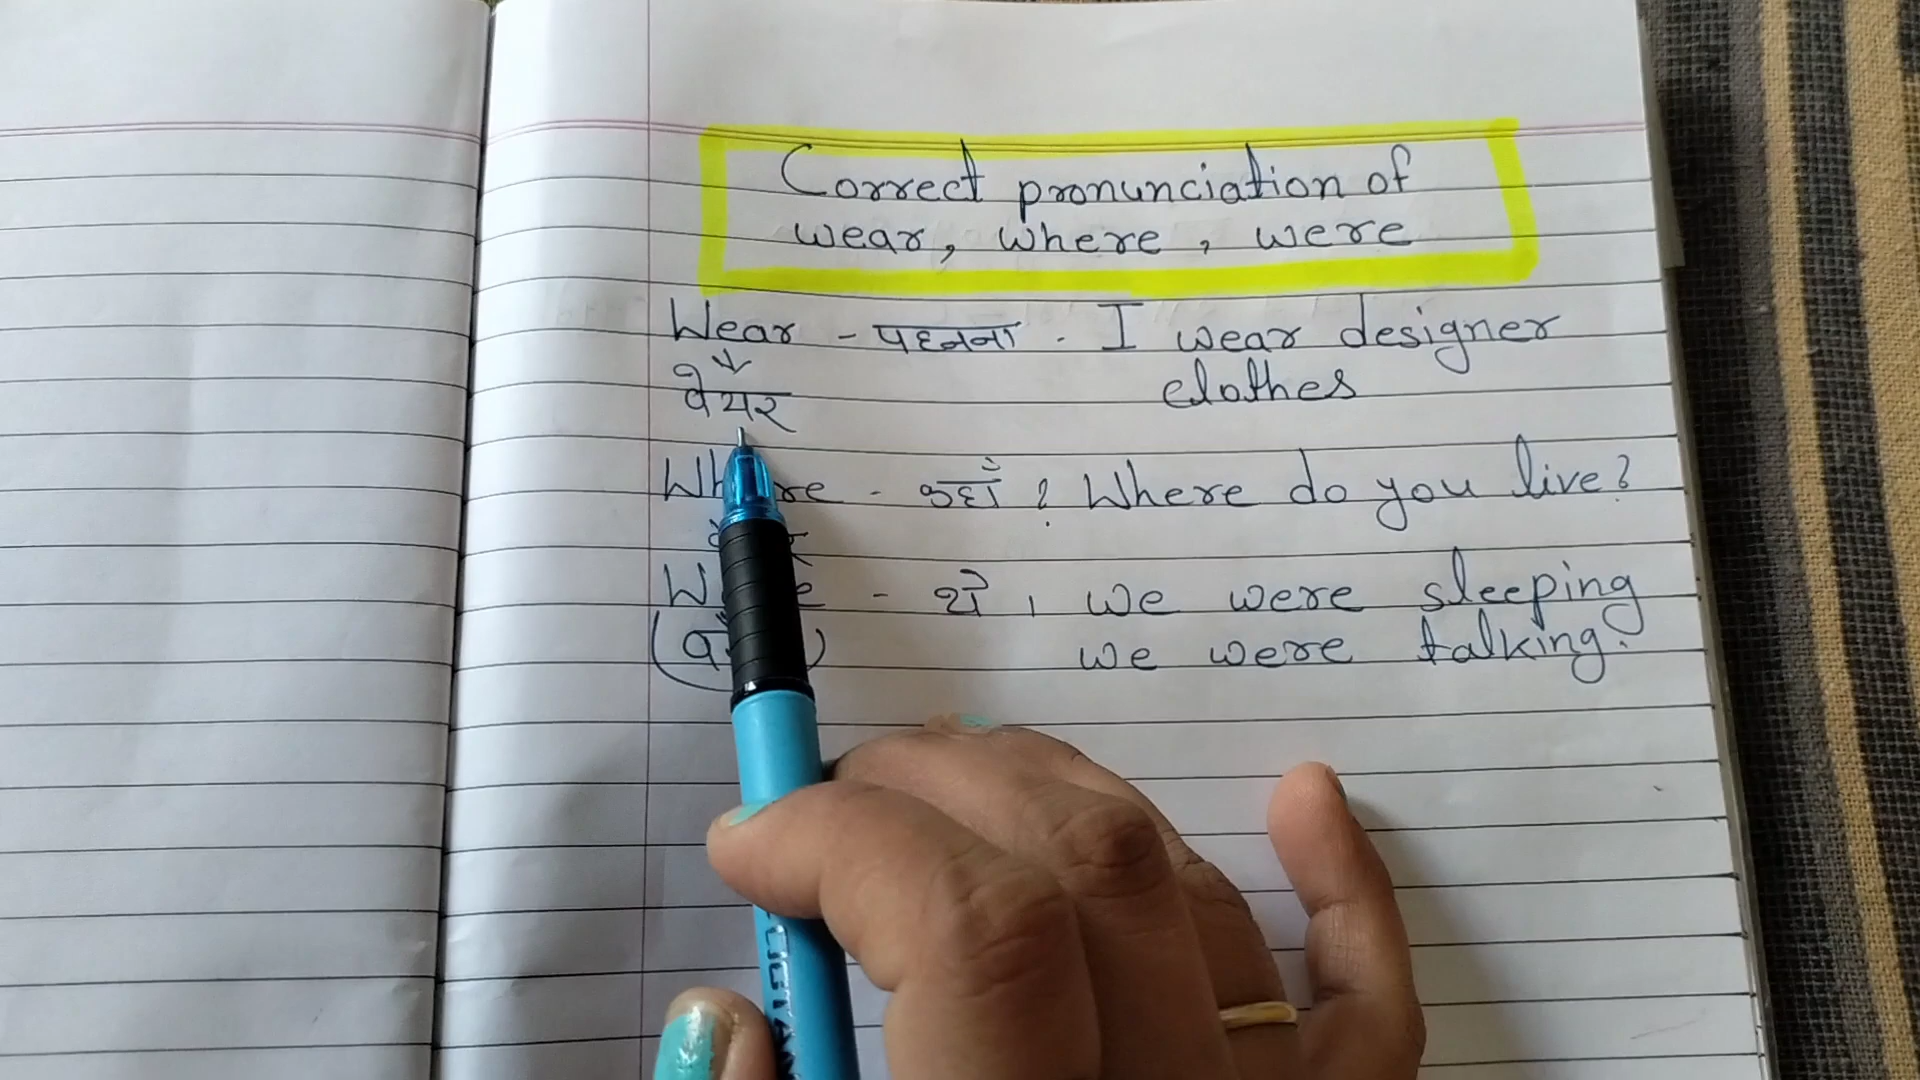 Correct pronunciation of
wear, where, were
Wear - पहनना - I wear designer
clothes
वेयर
- कहाँ ? Where do you live?
- थे, we were sleeping
we were talking.